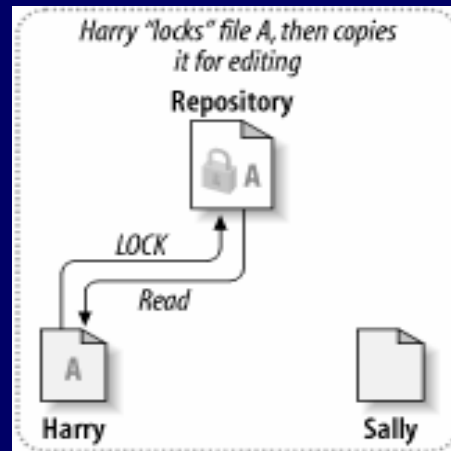 Harry “locks” file A, then copies
it for editing
Repository
A
LOCK
Read
A
Harry
Sally